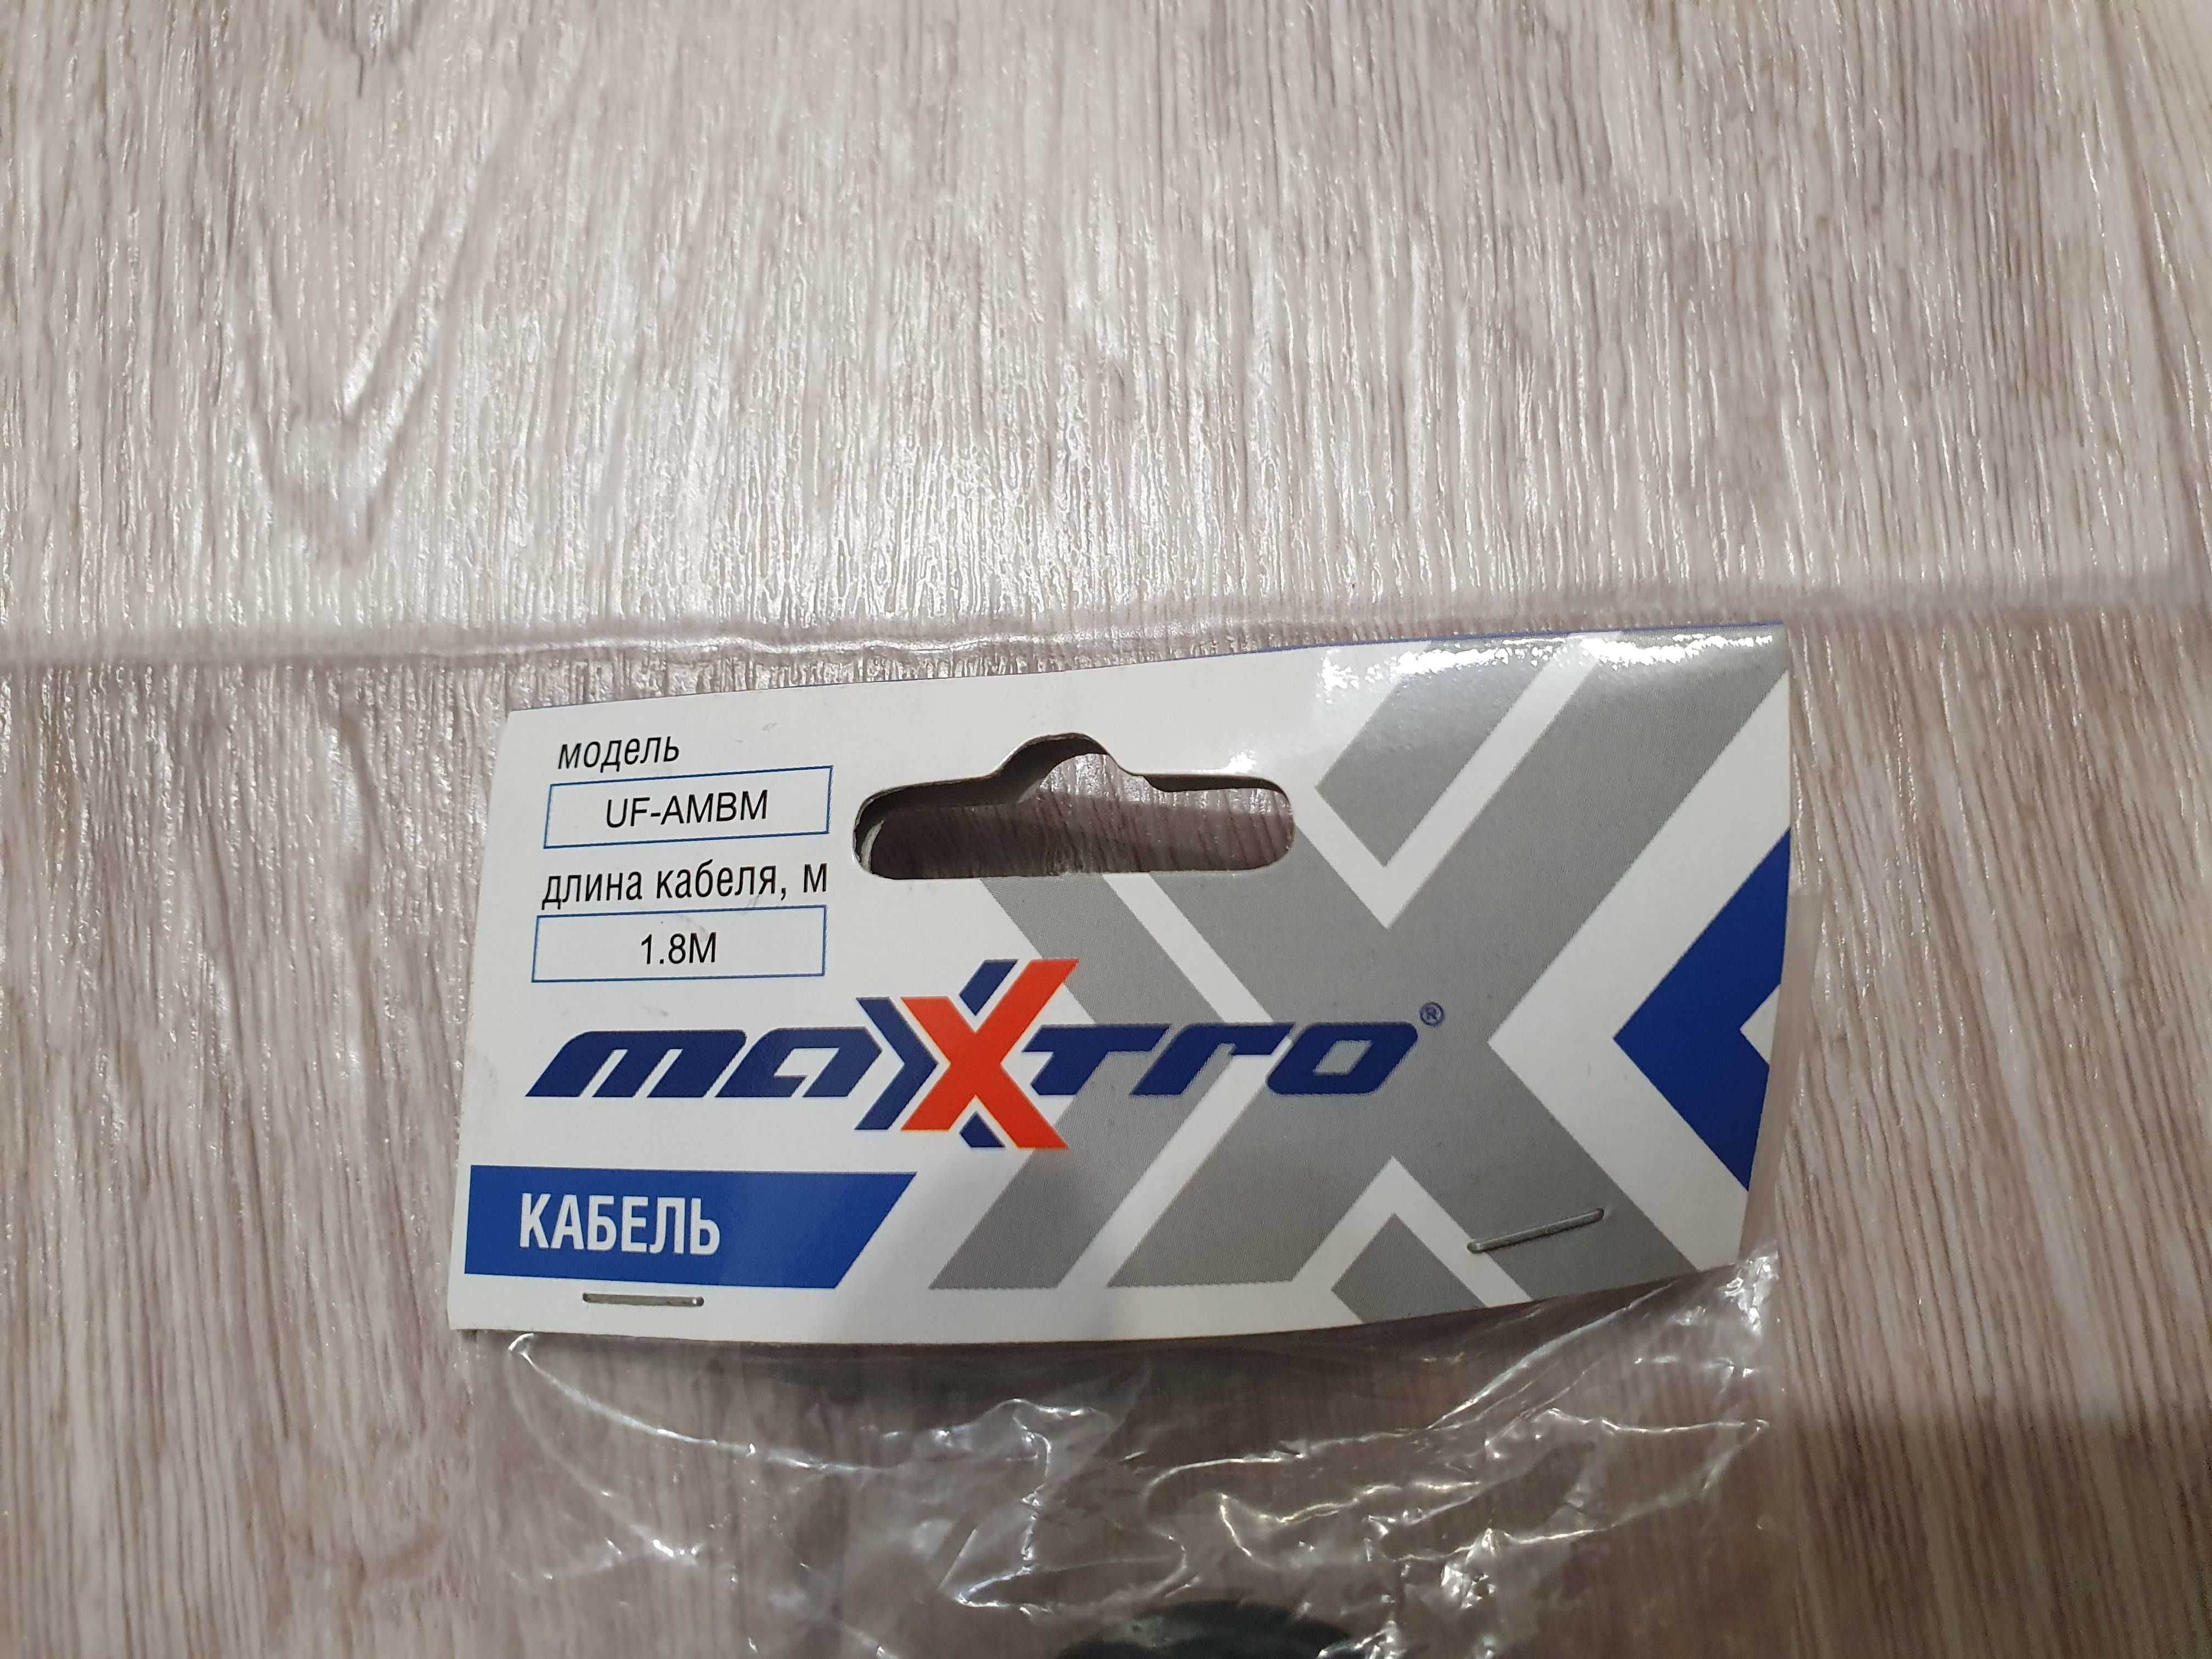 модель
UF-AMBM
длина кабеля, м
1.8M
maxtro®
КАБЕЛЬ